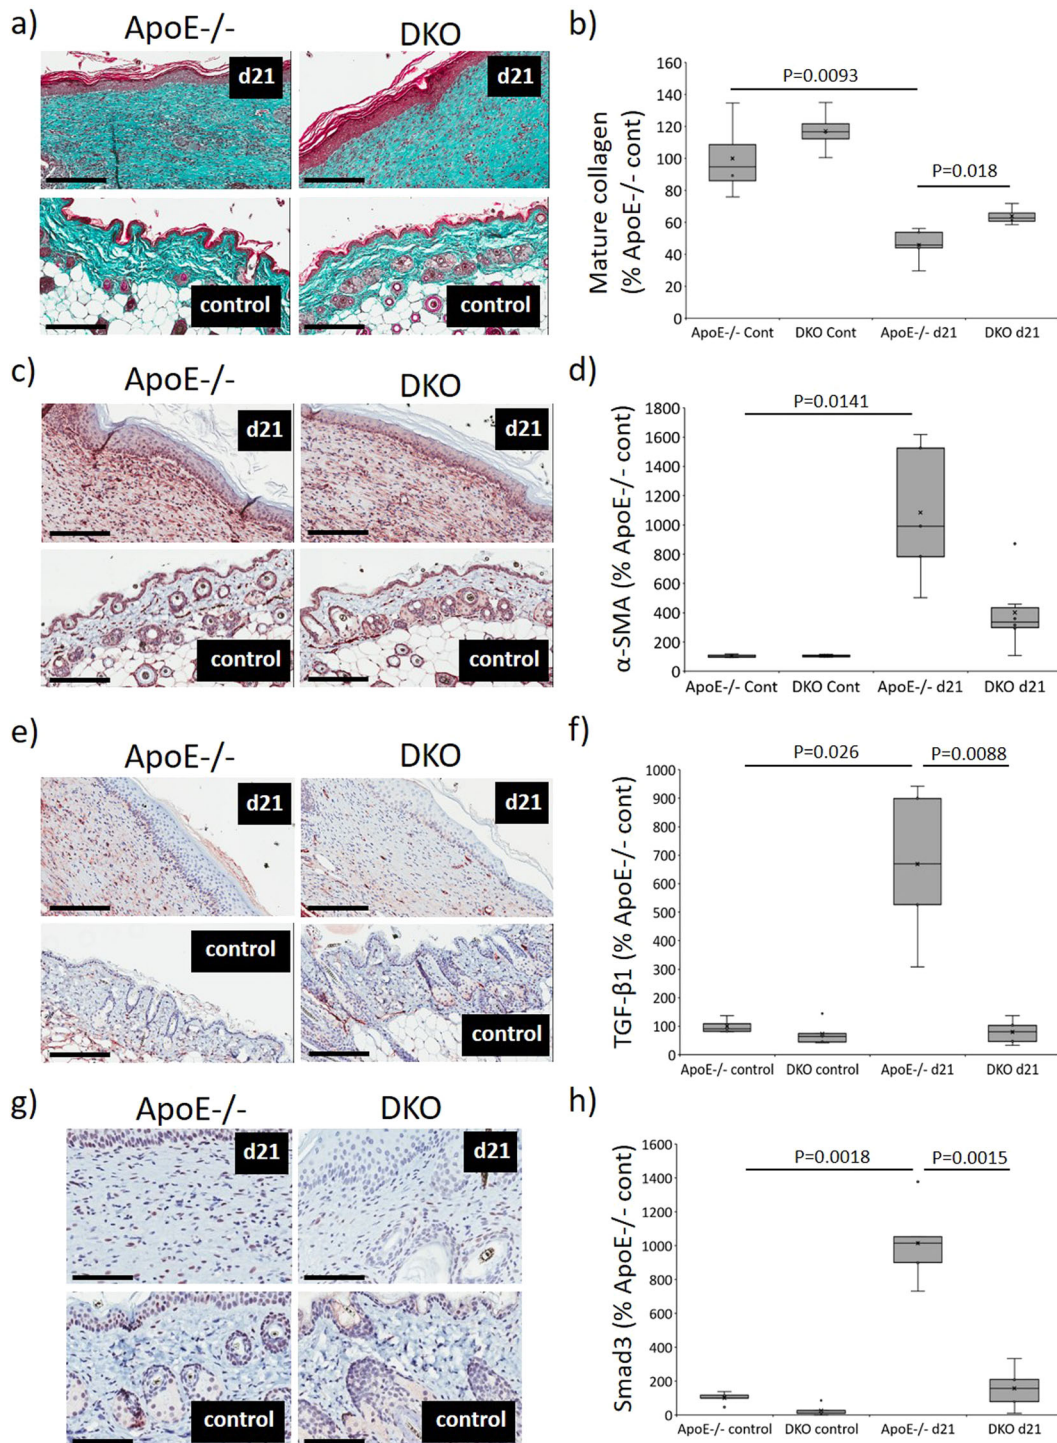 a)
ApoE-/-
DKO
d21
d21
control
control
b)
Mature collagen
(% ApoE-/- cont)
160
140
120
100
80
60
40
20
0
P=0.0093
P=0.018
ApoE-/- Cont
DKO Cont
ApoE-/- d21
DKO d21
c)
ApoE-/-
DKO
d21
d21
control
control
d)
α-SMA (% ApoE-/- cont)
1800
1600
1400
1200
1000
800
600
400
200
0
P=0.0141
ApoE-/- Cont
DKO Cont
ApoE-/- d21
DKO d21
e)
ApoE-/-
DKO
d21
d21
control
control
f)
TGF-β1 (% ApoE-/- cont)
1000
900
800
700
600
500
400
300
200
100
0
P=0.026
P=0.0088
ApoE-/- control
DKO control
ApoE-/- d21
DKO d21
g)
ApoE-/-
DKO
d21
d21
control
control
h)
Smad3 (% ApoE-/- cont)
1600
1400
1200
1000
800
600
400
200
0
P=0.0018
P=0.0015
ApoE-/- control
DKO control
ApoE-/- d21
DKO d21